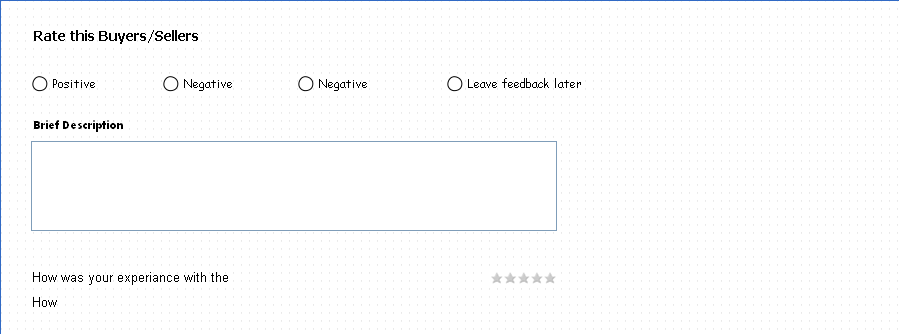 Rate this Buyers/Sellers
Positive Negative Negative Leave feedback later
Brief Description
How was your experiance with the
How